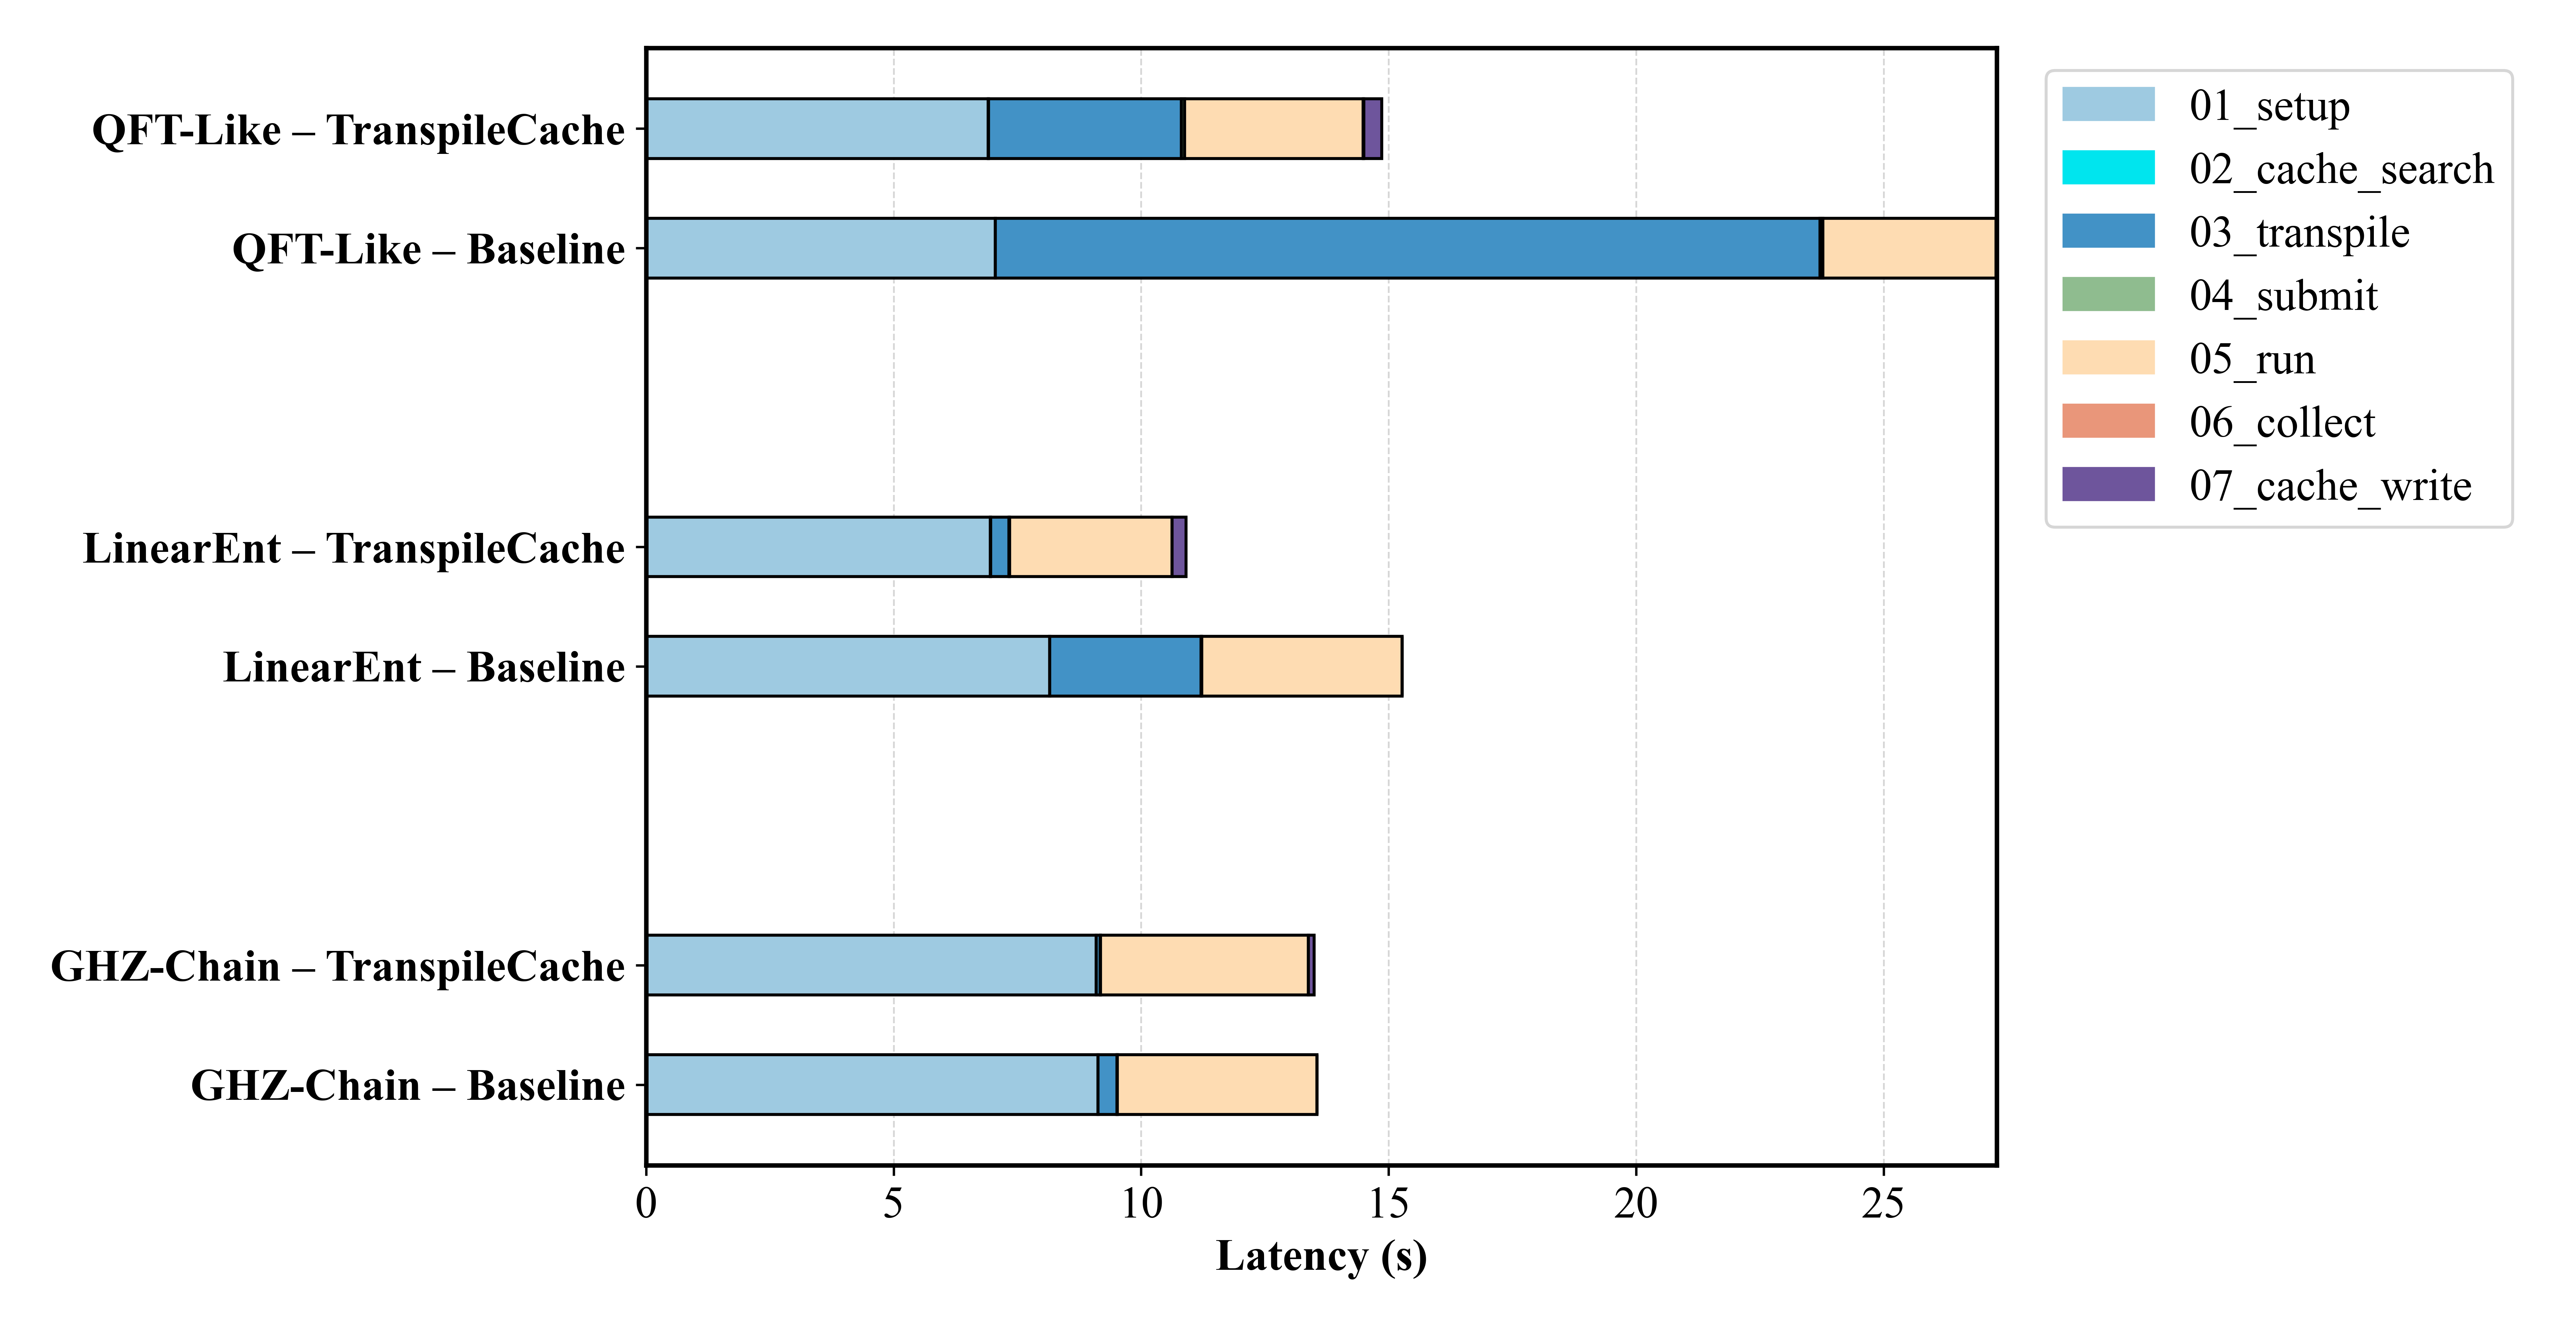 QFT-Like – TranspileCache
QFT-Like – Baseline
LinearEnt – TranspileCache
LinearEnt – Baseline
GHZ-Chain – TranspileCache
GHZ-Chain – Baseline
0 5 10 15 20 25
Latency (s)
01_setup
02_cache_search
03_transpile
04_submit
05_run
06_collect
07_cache_write